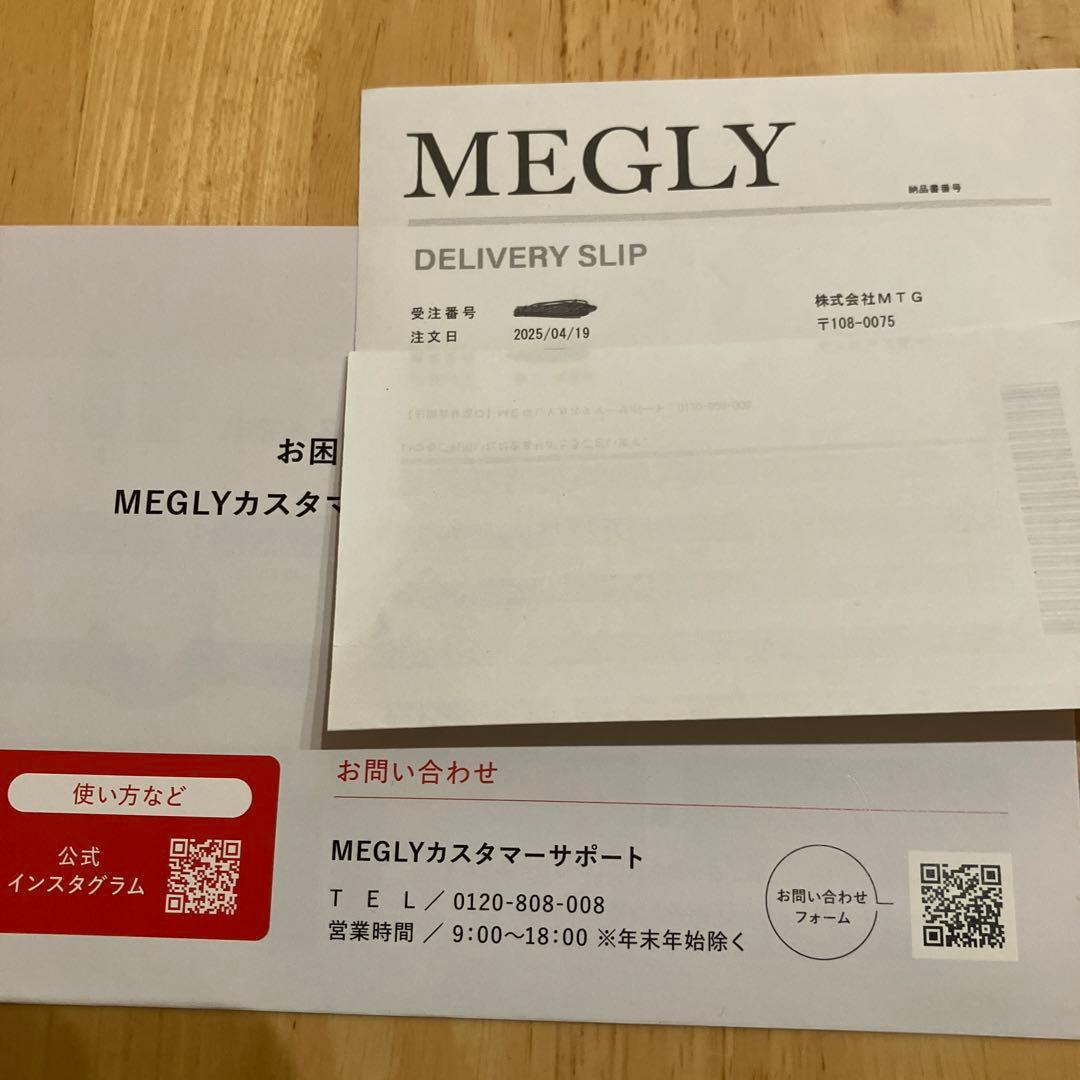 MEGLY
納品書番号
DELIVERY SLIP
受注番号
注文日 2025/04/19
株式会社MTG
〒108-0075
お困
MEGLYカスタマ
使い方など
公式
インスタグラム
お問い合わせ
MEGLYカスタマーサポート
TEL/0120-808-008
営業時間/9:00〜18:00 ※年末年始除く
お問い合わせ
フォーム